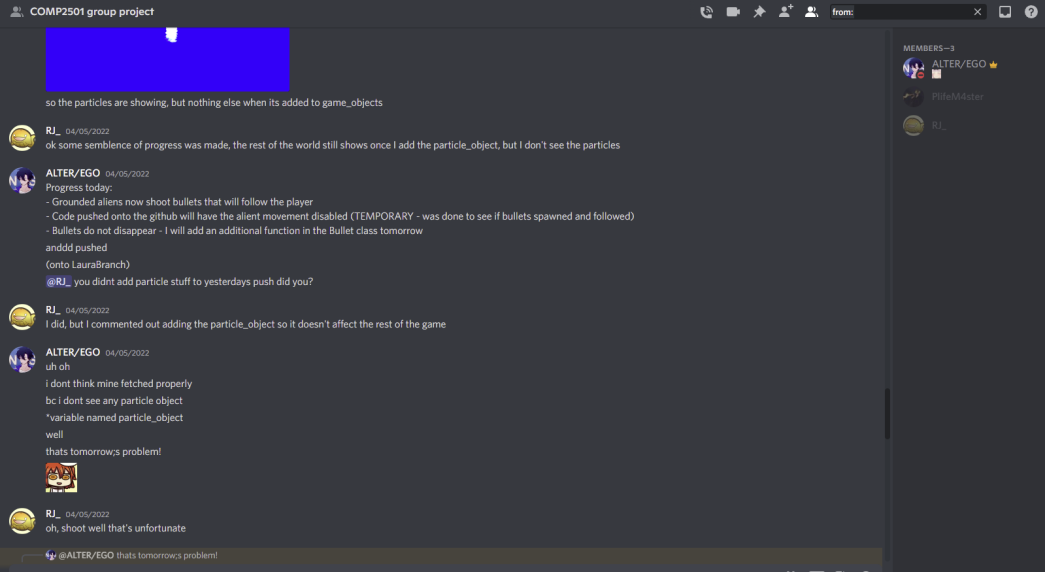 COMP2501 group project
from:
MEMBERS—3
ALTER/EGO
PlifeM4ster
RJ_
so the particles are showing, but nothing else when its added to game_objects
RJ_ 04/05/2022
ok some semblence of progress was made, the rest of the world still shows once I add the particle_object, but I don't see the particles
ALTER/EGO 04/05/2022
Progress today:
- Grounded aliens now shoot bullets that will follow the player
- Code pushed onto the github will have the alient movement disabled (TEMPORARY - was done to see if bullets spawned and followed)
- Bullets do not disappear - I will add an additional function in the Bullet class tomorrow
anddd pushed
(onto LauraBranch)
@RJ_ you didnt add particle stuff to yesterdays push did you?
RJ_ 04/05/2022
I did, but I commented out adding the particle_object so it doesn't affect the rest of the game
ALTER/EGO 04/05/2022
uh oh
i dont think mine fetched properly
bc i dont see any particle object
*variable named particle_object
well
thats tomorrow;s problem!
RJ_ 04/05/2022
oh, shoot well that's unfortunate
@ALTER/EGO thats tomorrow;s problem!